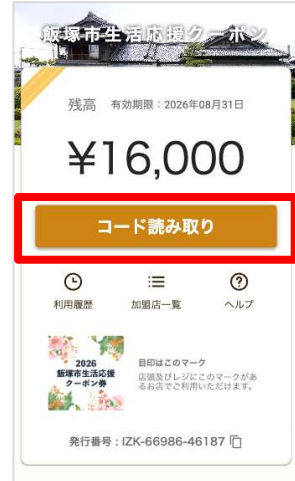 飯塚市生活応援クーポン
残高 有効期限：2026年08月31日
¥16,000
コード読み取り
利用履歴 加盟店一覧 ヘルプ
2026
飯塚市生活応援
クーポン券
目印はこのマーク
店頭及びレジにこのマークがあ
るお店でご利用いただけます。
発行番号：IZK-66986-46187